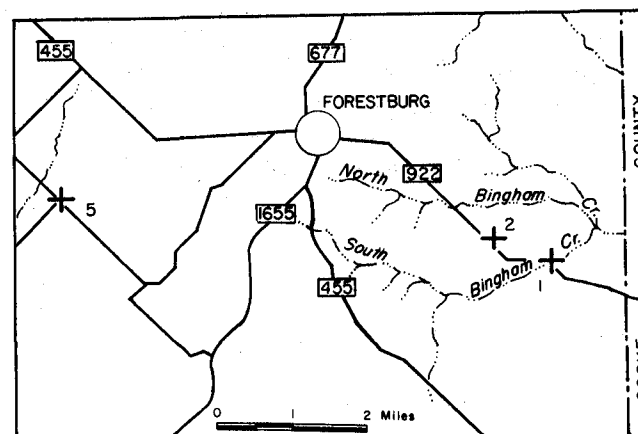 455
677
FORESTBURG
COUNTY
North
922
Bingham
Cr.
5
1655
2
South
Cr.
Bingham
1
455
0 1 2 Miles